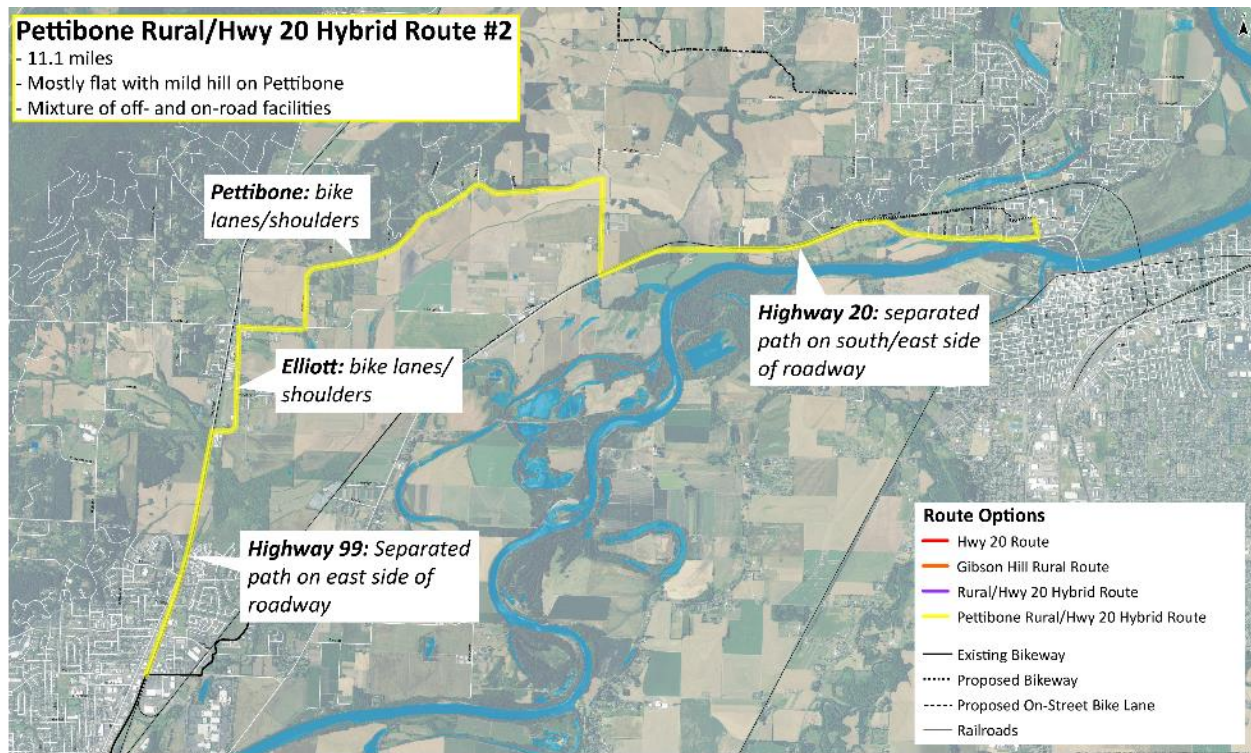 Pettibone Rural/Hwy 20 Hybrid Route #2
- 11.1 miles
- Mostly flat with mild hill on Pettibone
- Mixture of off- and on-road facilities
Pettibone: bike
lanes/shoulders
Highway 20: separated
path on south/east side
of roadway
Elliott: bike lanes/
shoulders
Highway 99: Separated
path on east side of
roadway
Route Options
Hwy 20 Route
Gibson Hill Rural Route
Rural/Hwy 20 Hybrid Route
Pettibone Rural/Hwy 20 Hybrid Route
Existing Bikeway
Proposed Bikeway
Proposed On-Street Bike Lane
Railroads